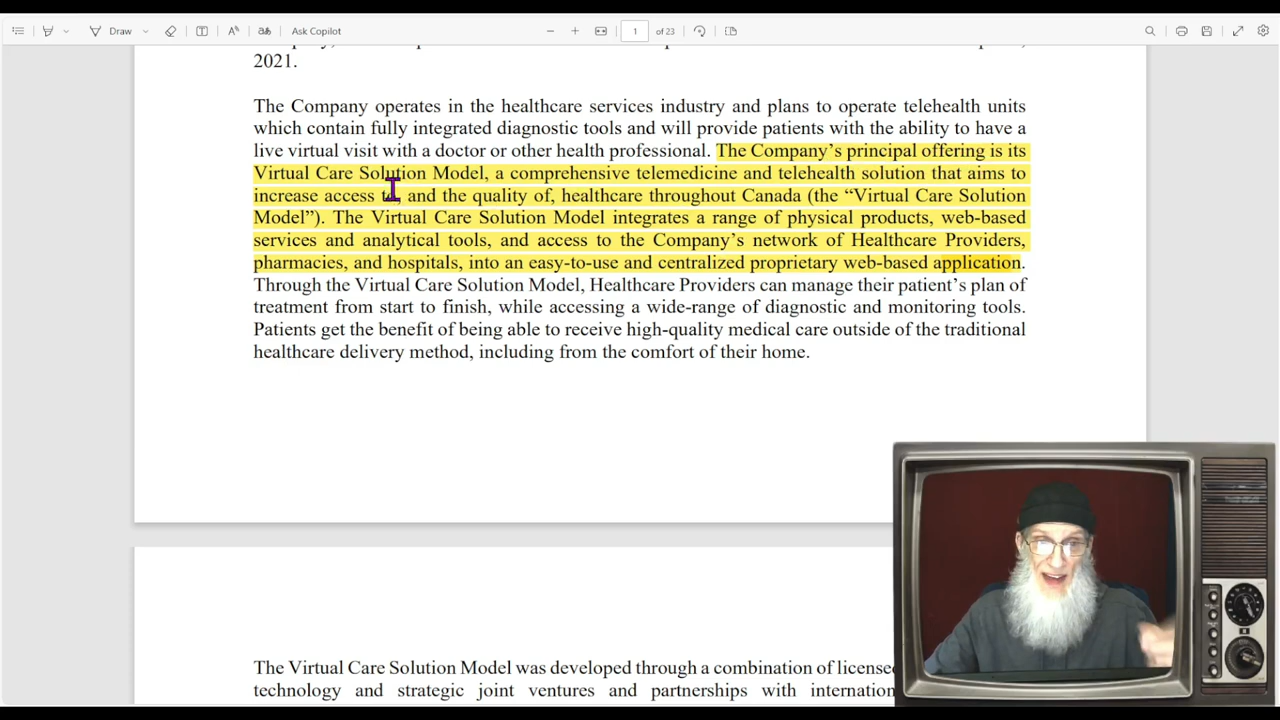 Draw
Ask Copilot
1 of 23
2021.
The Company operates in the healthcare services industry and plans to operate telehealth units
which contain fully integrated diagnostic tools and will provide patients with the ability to have a
live virtual visit with a doctor or other health professional. The Company’s principal offering is its
Virtual Care Solution Model, a comprehensive telemedicine and telehealth solution that aims to
increase access to, and the quality of, healthcare throughout Canada (the “Virtual Care Solution
Model”). The Virtual Care Solution Model integrates a range of physical products, web-based
services and analytical tools, and access to the Company’s network of Healthcare Providers,
pharmacies, and hospitals, into an easy-to-use and centralized proprietary web-based application.
Through the Virtual Care Solution Model, Healthcare Providers can manage their patient’s plan of
treatment from start to finish, while accessing a wide-range of diagnostic and monitoring tools.
Patients get the benefit of being able to receive high-quality medical care outside of the traditional
healthcare delivery method, including from the comfort of their home.
The Virtual Care Solution Model was developed through a combination of licensed
technology and strategic joint ventures and partnerships with